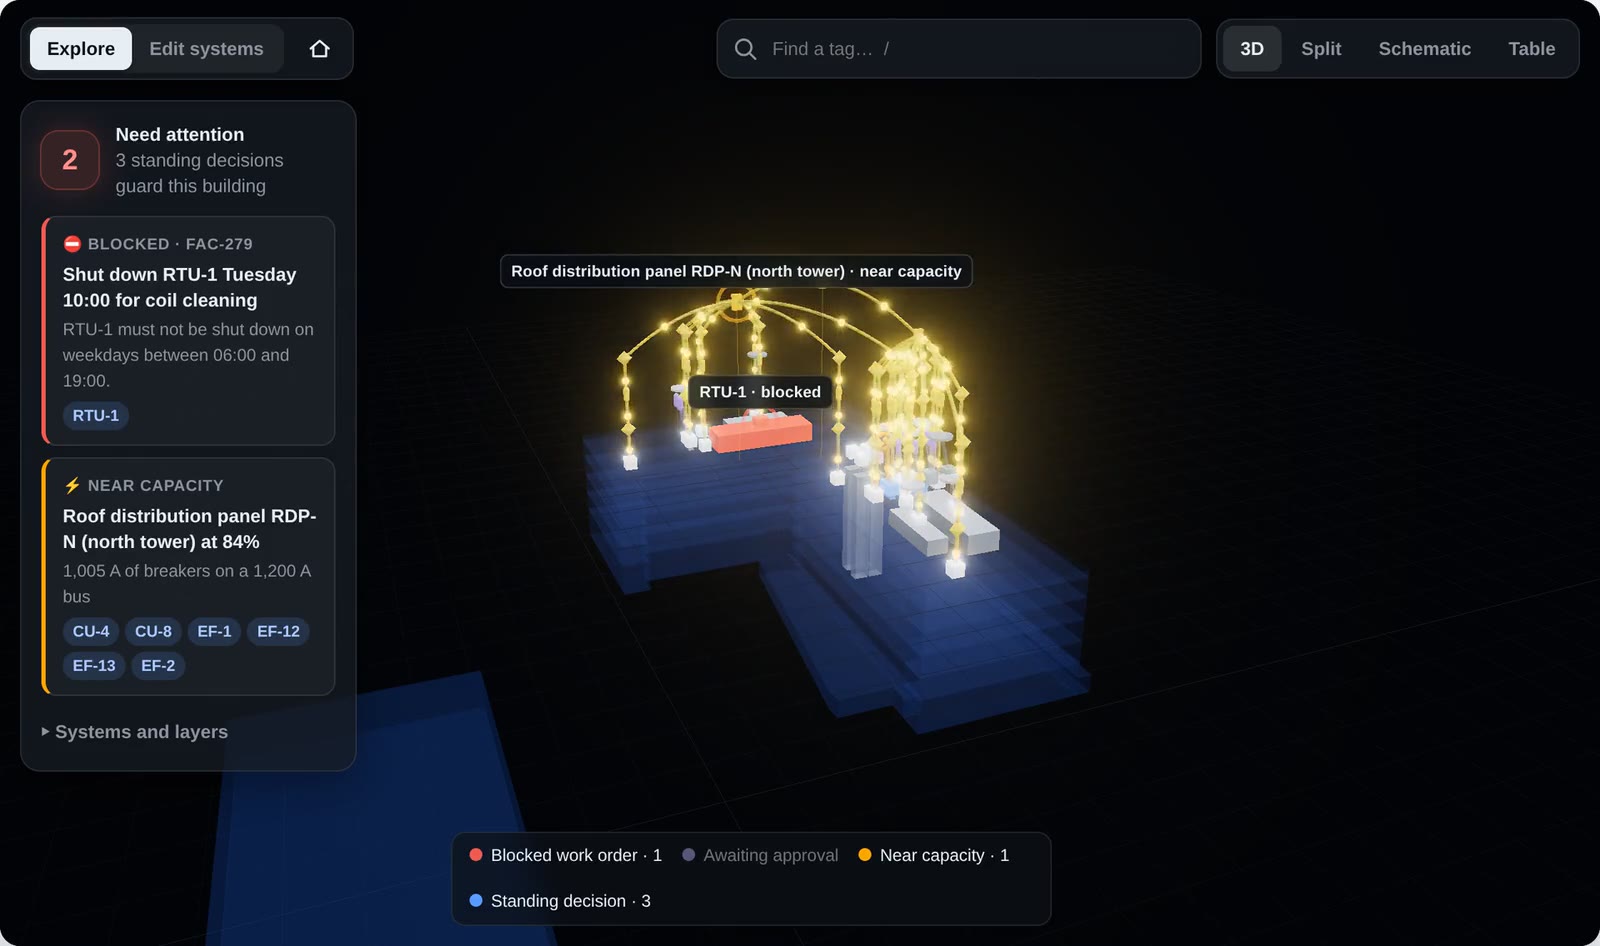 Explore
Edit systems
Find a tag… /
3D
Split
Schematic
Table
2
Need attention
3 standing decisions
guard this building
BLOCKED · FAC-279
Shut down RTU-1 Tuesday
10:00 for coil cleaning
RTU-1 must not be shut down on
weekdays between 06:00 and
19:00.
RTU-1
NEAR CAPACITY
Roof distribution panel RDP-
N (north tower) at 84%
1,005 A of breakers on a 1,200 A
bus
CU-4 CU-8 EF-1 EF-12
EF-13 EF-2
Systems and layers
Roof distribution panel RDP-N (north tower) · near capacity
RTU-1 · blocked
Blocked work order · 1
Awaiting approval
Near capacity · 1
Standing decision · 3